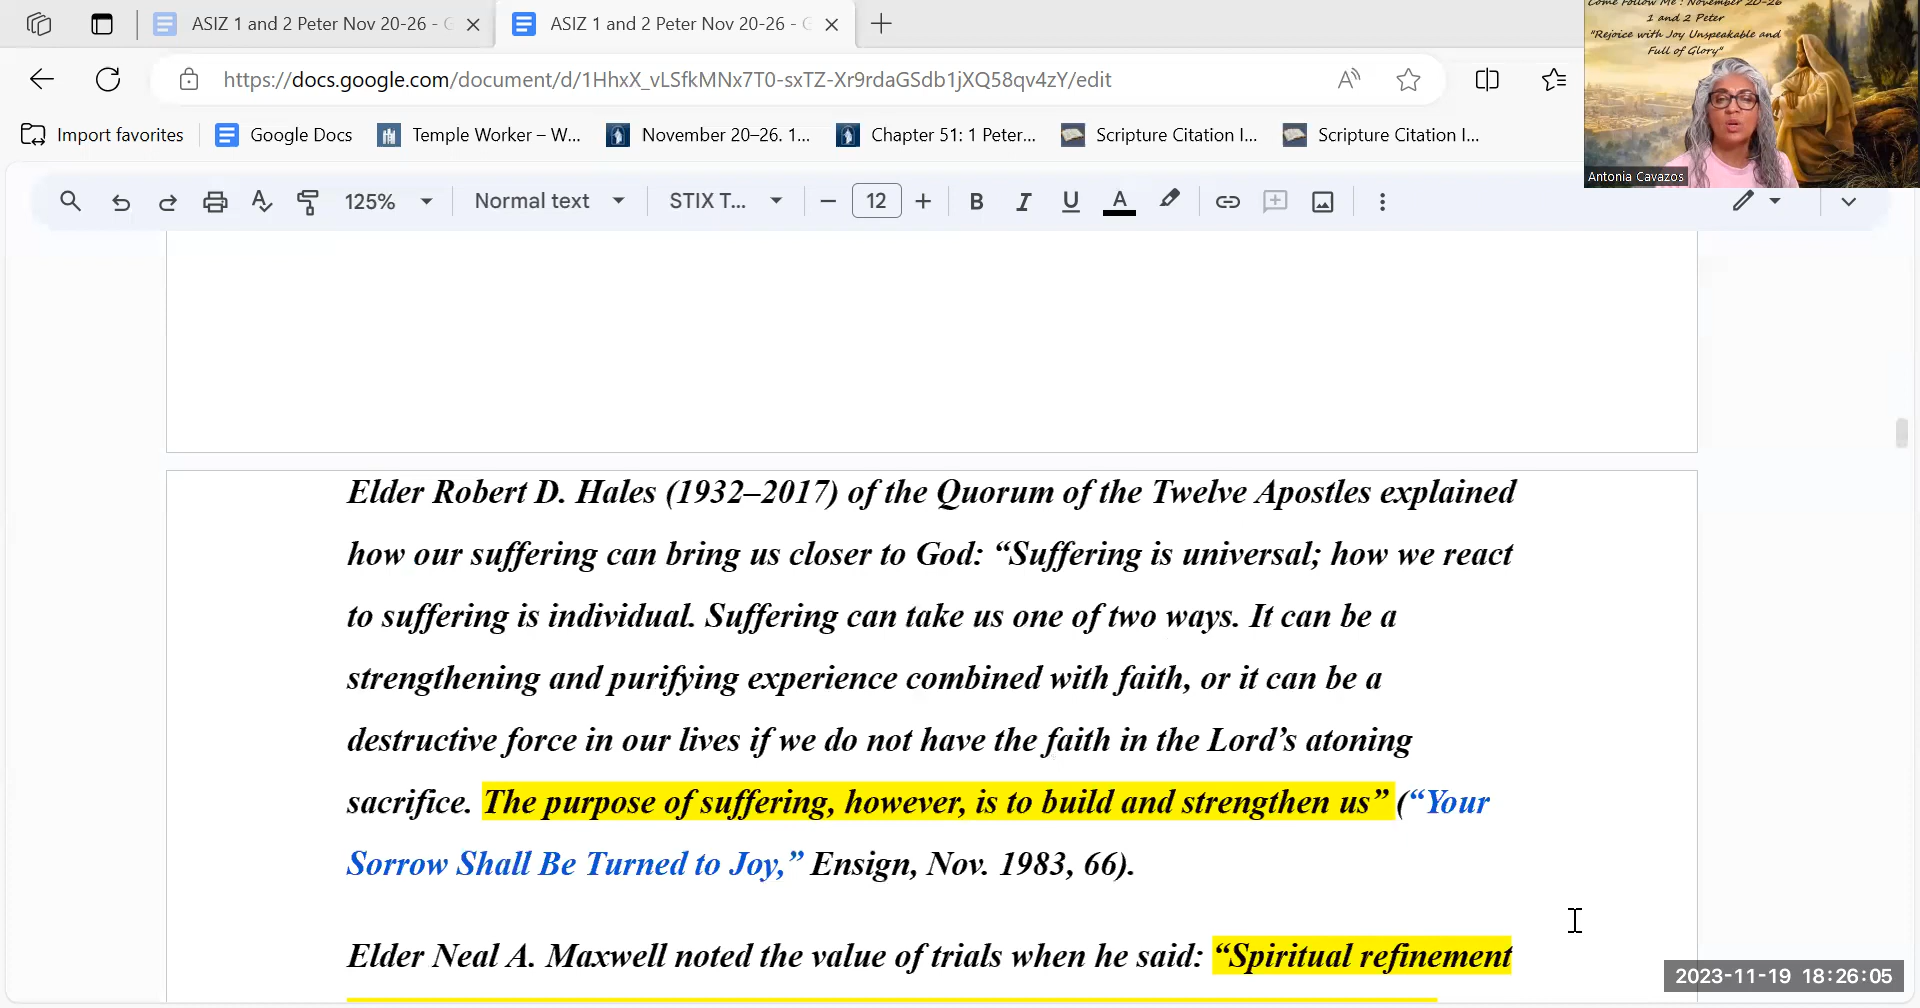 ASIZ 1 and 2 Peter Nov 20-26 - G
ASIZ 1 and 2 Peter Nov 20-26 - G
https://docs.google.com/document/d/1HhxX_vLSfkMNx7T0-sxTZ-Xr9rdaGSdb1jXQ58qv4zY/edit
Import favorites
Google Docs
Temple Worker – W...
November 20–26. 1...
Chapter 51: 1 Peter...
Scripture Citation I...
Scripture Citation I...
125%
Normal text
STIX T...
12
B
I
U
A
Come Follow Me : November 20-26
1 and 2 Peter
"Rejoice with Joy Unspeakable and
Full of Glory"
Antonia Cavazos
Elder Robert D. Hales (1932–2017) of the Quorum of the Twelve Apostles explained
how our suffering can bring us closer to God: “Suffering is universal; how we react
to suffering is individual. Suffering can take us one of two ways. It can be a
strengthening and purifying experience combined with faith, or it can be a
destructive force in our lives if we do not have the faith in the Lord’s atoning
sacrifice. The purpose of suffering, however, is to build and strengthen us” (“Your
Sorrow Shall Be Turned to Joy,” Ensign, Nov. 1983, 66).
Elder Neal A. Maxwell noted the value of trials when he said: “Spiritual refinement
2023-11-19 18:26:05